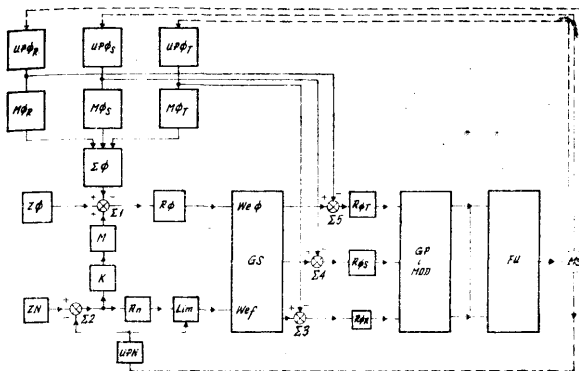 UPΦR UPΦS UPΦT
MΦR MΦS MΦT
ΣΦ
ZΦ Σ1 RΦ WeΦ Σ5 RΦT
M
GS Σ4 RΦS GP i MOD FU MS
K
ZN Σ2 Rn Lim Wef Σ3 RΦR
UPN